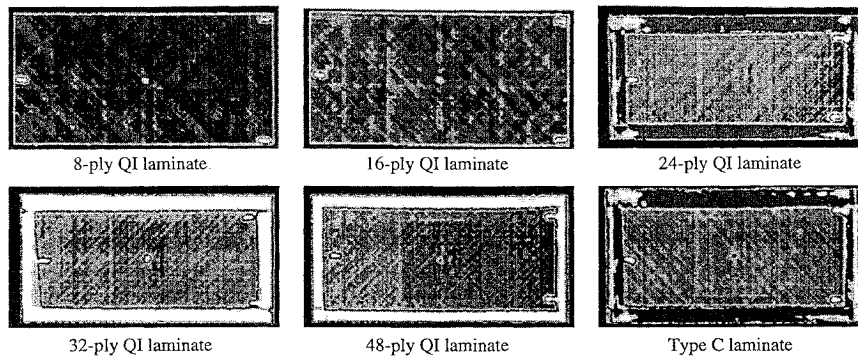 8-ply QI laminate.
16-ply QI laminate
24-ply QI laminate
32-ply QI laminate
48-ply QI laminate
Type C laminate